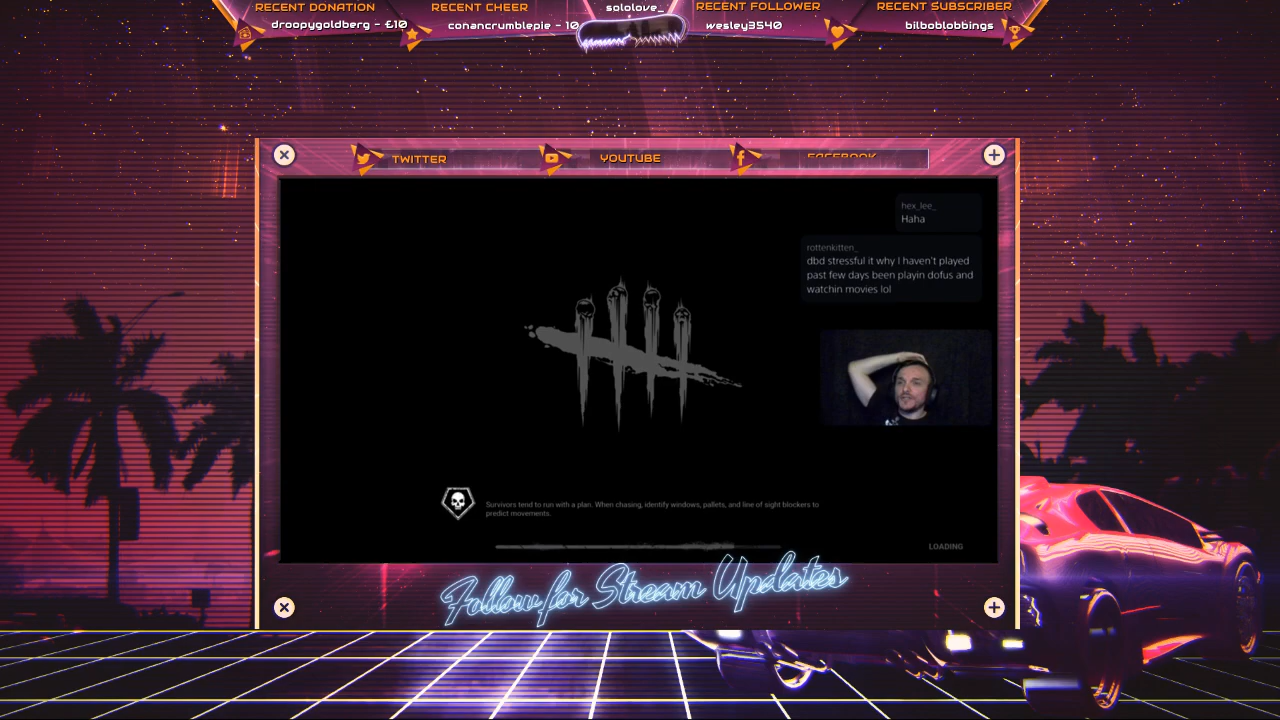 RECENT DONATION
droopygoldberg - £10
RECENT CHEER
conancrumblepie - 10
sololove_
RECENT FOLLOWER
wesley3540
RECENT SUBSCRIBER
bilboblobbings
TWITTER
YOUTUBE
FACEBOOK
hex_lee_
Haha
rottenkitten_
dbd stressful it why I haven't played
past few days been playin dofus and
watchin movies lol
Survivors tend to run with a plan. When chasing, identify windows, pallets, and line of sight blockers to
predict movements.
LOADING
Follow for Stream Updates